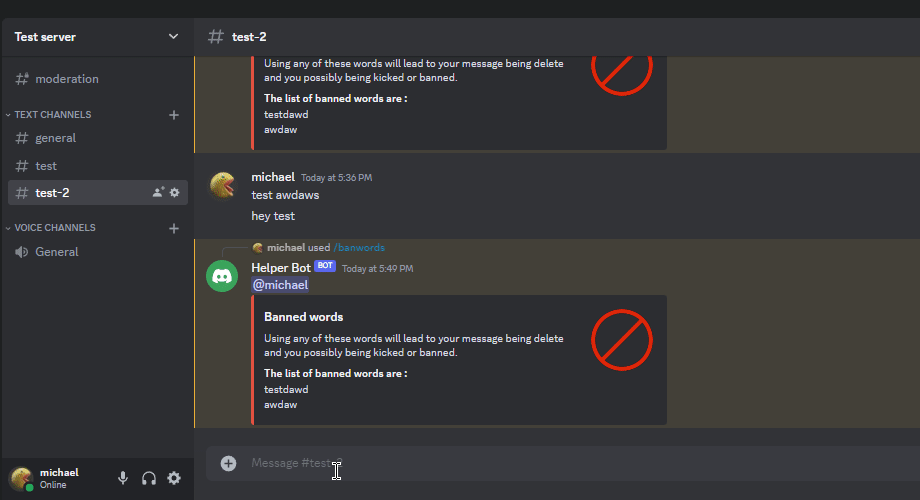 Test server
# test-2
moderation
TEXT CHANNELS
general
test
test-2
VOICE CHANNELS
General
michael
Online
Using any of these words will lead to your message being delete
and you possibly being kicked or banned.
The list of banned words are :
testdawd
awdaw
michael Today at 5:36 PM
test awdaws
hey test
michael used /banwords
Helper Bot BOT Today at 5:49 PM
@michael
Banned words
Using any of these words will lead to your message being delete
and you possibly being kicked or banned.
The list of banned words are :
testdawd
awdaw
Message #test-2